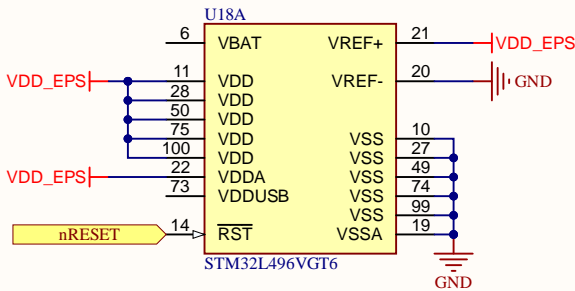 U18A
6 VBAT VREF+ 21 VDD_EPS
VDD_EPS 11 VDD VREF- 20 GND
28 VDD
50 VDD
75 VDD VSS 10
100 VDD VSS 27
VDD_EPS 22 VDDA VSS 49
73 VDDUSB VSS 74
VSS 99
nRESET 14 RST VSSA 19
STM32L496VGT6
GND